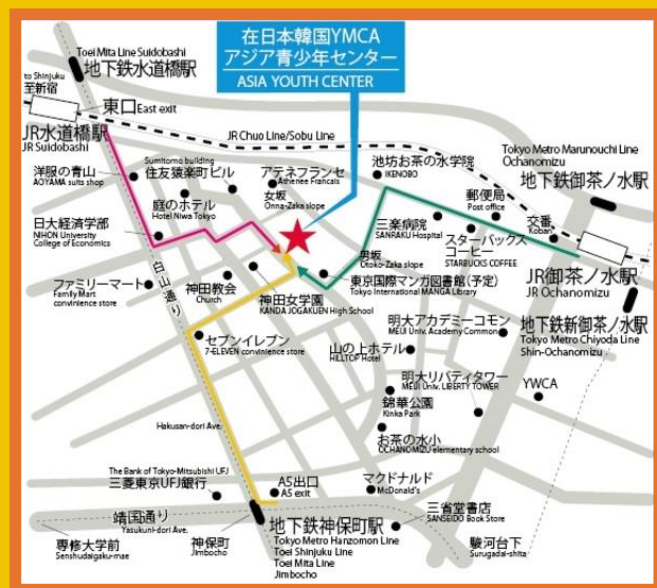 在日本韓国YMCA
アジア青少年センター
ASIA YOUTH CENTER
Toei Mita Line Suidobashi
地下鉄水道橋駅
to Shinjuku
至新宿
東口East exit
JR水道橋駅
JR Suidobashi
JR Chuo Line/Sobu Line
Tokyo Metro Marunouchi Line
Ochanomizu
地下鉄御茶ノ水駅
洋服の青山
AOYAMA suits shop
Sumitomo building
住友猿楽町ビル
アテネフランセ
Athenee Francais
池坊お茶の水学院
IKENOBO
女坂
Onna-Zaka slope
庭のホテル
Hotel Niwa Tokyo
郵便局
Post office
交番
Koban
三楽病院
SANRAKU Hospital
スターバックス
コーヒー
STARBUCKS COFFEE
日大経済学部
NIHON University
College of Economics
男坂
Otoko-Zaka slope
JR御茶ノ水駅
JR Ochanomizu
ファミリーマート
Family Mart
convinience store
白山通り
神田教会
Church
神田女学園
KANDA JOGAKUEN High School
東京国際マンガ図書館(予定)
Tokyo International MANGA Library
地下鉄新御茶ノ水駅
Tokyo Metro Chiyoda Line
Shin-Ochanomizu
セブンイレブン
7-ELEVEN convinience store
明大アカデミーコモン
MEIJI Univ. Academy Common
山の上ホテル
HILLTOP Hotel
明大リバティタワー
MEIJI Univ. LIBERTY TOWER
YWCA
錦華公園
Kinka Park
Hakusan-dori Ave.
お茶の水小
OCHANOMIZU elementary school
The Bank of Tokyo-Mitsubishi UFJ
三菱東京UFJ銀行
A5出口
A5 exit
マクドナルド
McDonald's
靖国通り
Yasukuni-dori Ave.
三省堂書店
SANSEIDO Book Store
専修大学前
Senshudaigaku-mae
神保町
Jimbocho
地下鉄神保町駅
Tokyo Metro Hanzomon Line
Toei Shinjuku Line
Toei Mita Line
Jimbocho
駿河台下
Surugadai-shita